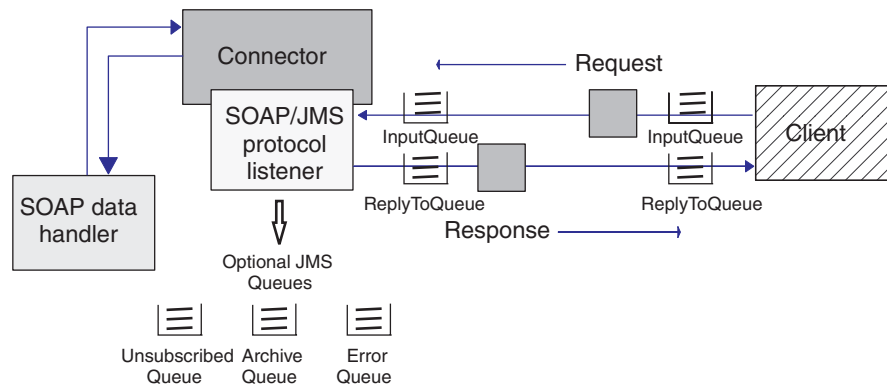 Connector
Request
SOAP/JMS
protocol
listener
InputQueue
InputQueue
Client
SOAP data
handler
ReplyToQueue
ReplyToQueue
Response
Optional JMS
Queues
Unsubscribed
Queue
Archive
Queue
Error
Queue